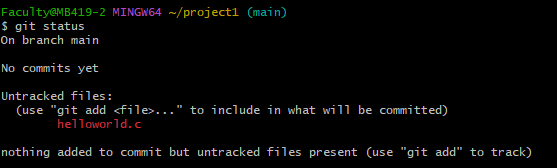 Faculty@MB419-2 MINGW64 ~/project1 (main)
$ git status
On branch main
No commits yet
Untracked files:
(use "git add <file>..." to include in what will be committed)
helloworld.c
nothing added to commit but untracked files present (use "git add" to track)